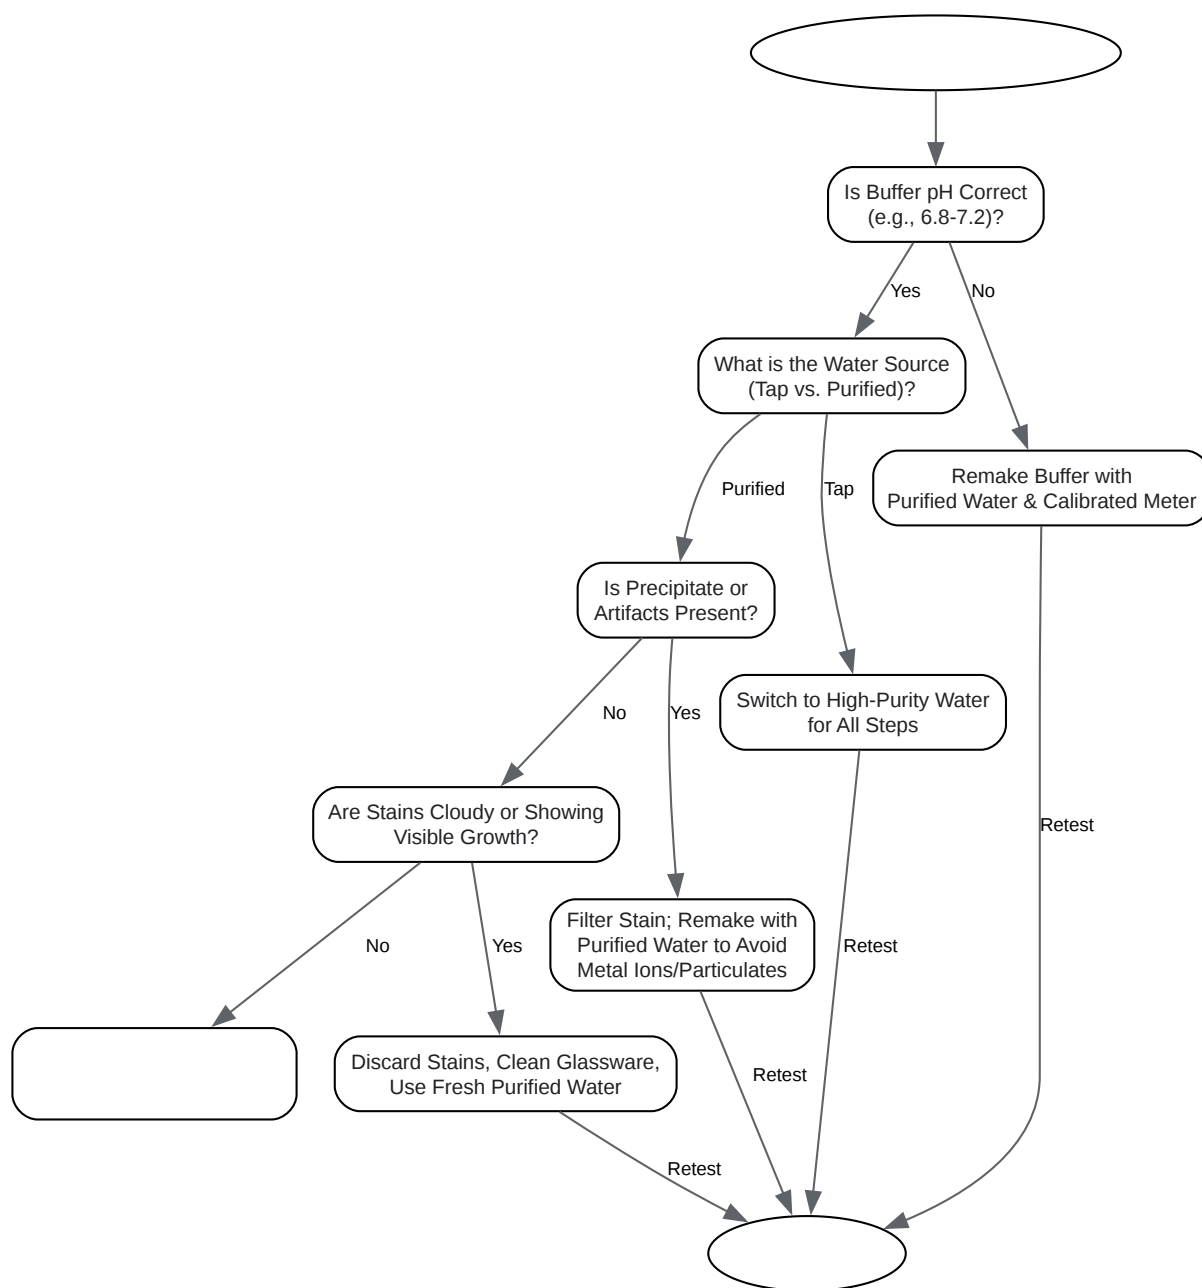 Is Buffer pH Correct
(e.g., 6.8-7.2)?
Yes
No
What is the Water Source
(Tap vs. Purified)?
Remake Buffer with
Purified Water & Calibrated Meter
Purified
Tap
Is Precipitate or
Artifacts Present?
Switch to High-Purity Water
for All Steps
No
Yes
Are Stains Cloudy or Showing
Visible Growth?
Retest
Filter Stain; Remake with
Purified Water to Avoid
Metal Ions/Particulates
No
Yes
Retest
Discard Stains, Clean Glassware,
Use Fresh Purified Water
Retest
Retest